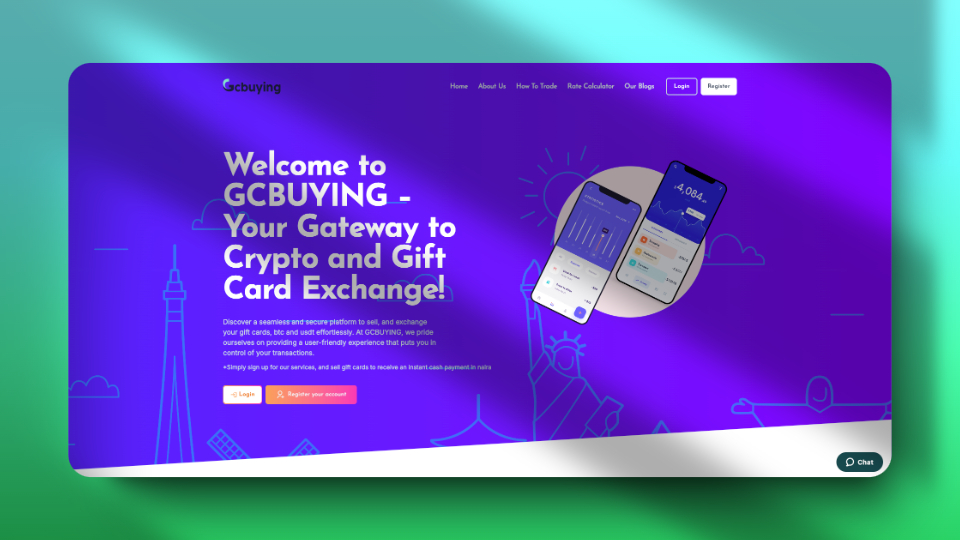 Gcbuying
Home About Us How To Trade Rate Calculator Our Blogs Login Register
Welcome to
GCBUYING -
Your Gateway to
Crypto and Gift
Card Exchange!
4,084
Discover a seamless and secure platform to sell, and exchange
your gift cards, btc and usdt effortlessly. At GCBUYING, we pride
ourselves on providing a user-friendly experience that puts you in
control of your transactions.
*Simply sign up for our services, and sell gift cards to receive an instant cash payment in naira
Login Register your account
Chat